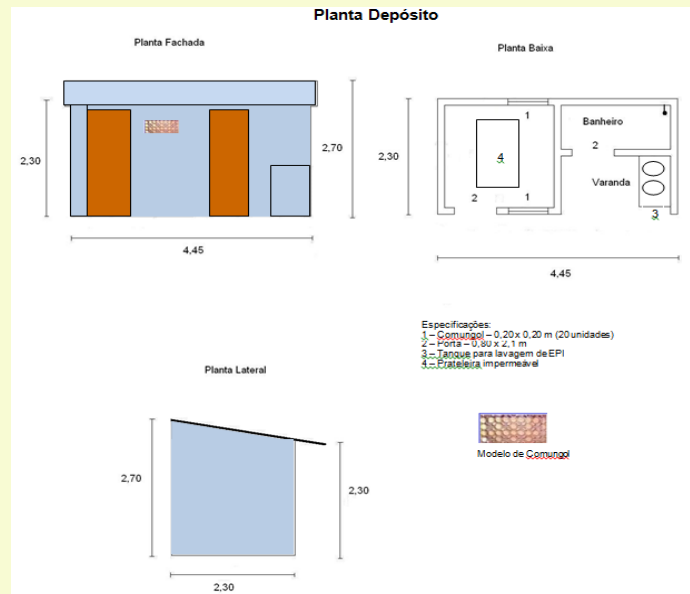 Planta Depósito
Planta Fachada
2,30
2,70
4,45
Planta Baixa
2,30
1
Banheiro
2
4
Varanda
2
1
3
4,45
Especificações:
1 – Comungol – 0,20 x 0,20 m (20 unidades)
2 – Porta – 0,80 x 2,1 m
3 – Tanque para lavagem de EPI
4 – Prateleira impermeável
Modelo de Comungol
Planta Lateral
2,70
2,30
2,30